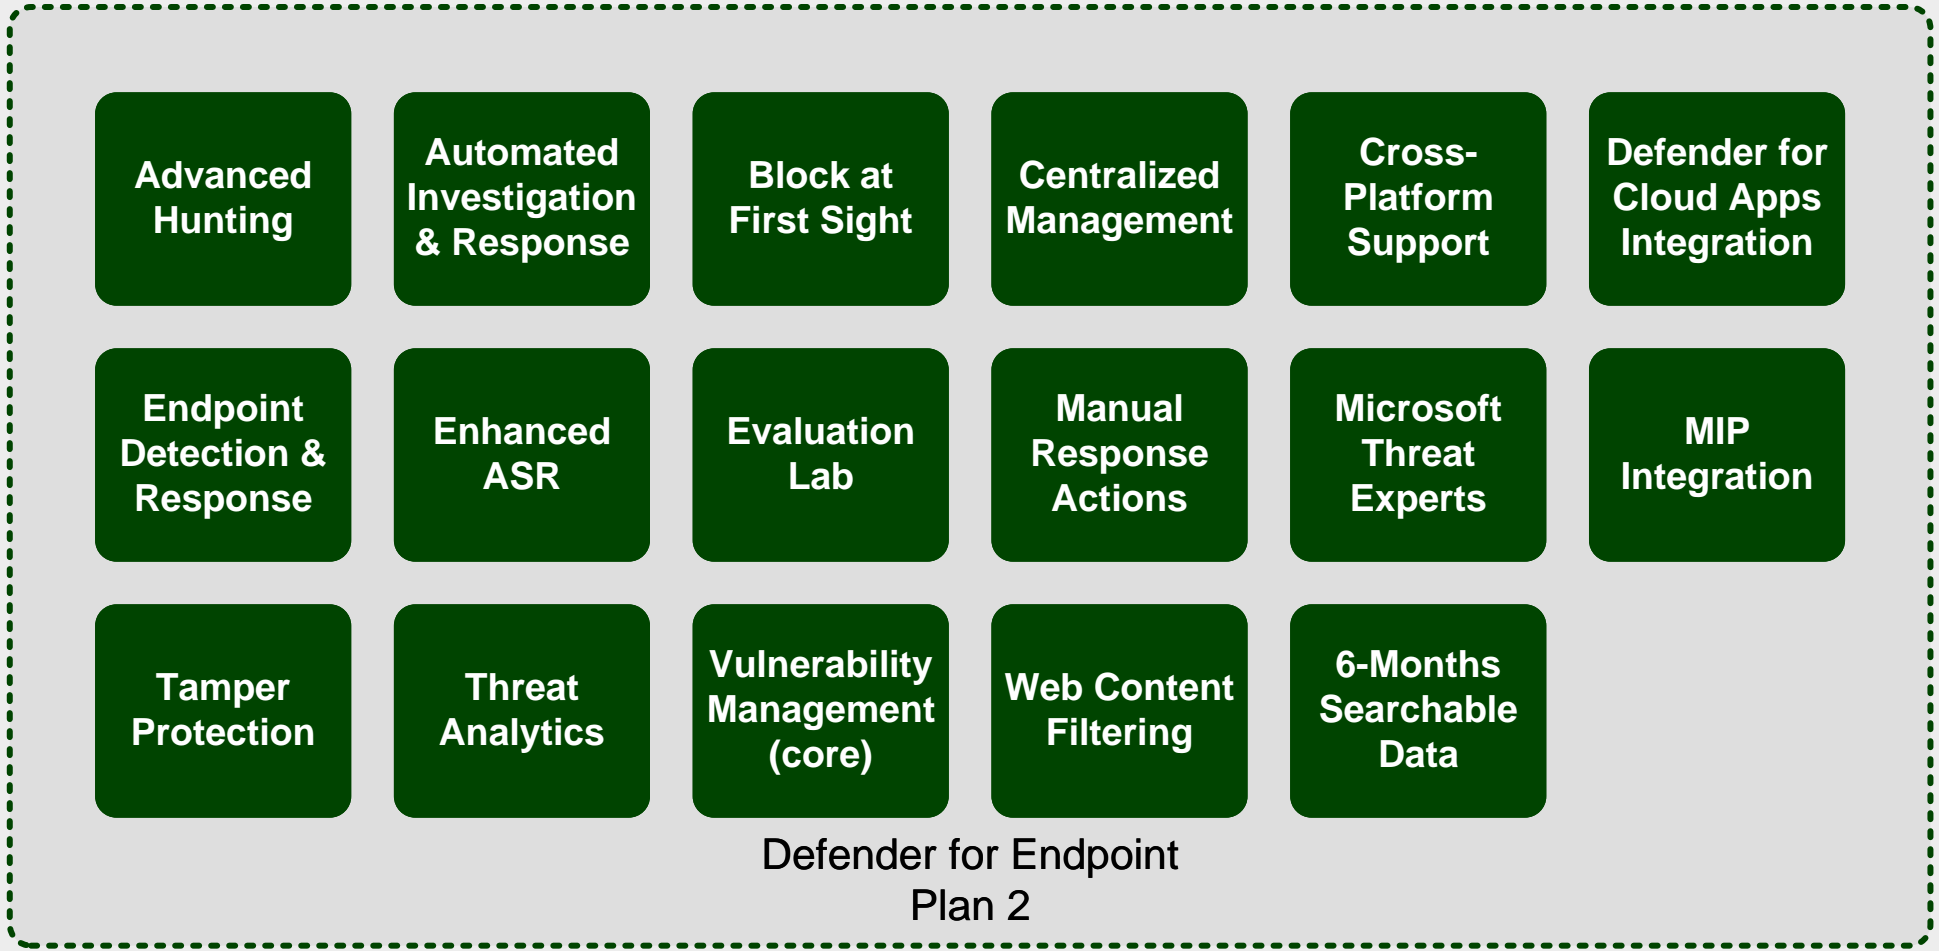 Advanced
Hunting
Automated
Investigation
& Response
Block at
First Sight
Centralized
Management
Cross-
Platform
Support
Defender for
Cloud Apps
Integration
Endpoint
Detection &
Response
Enhanced
ASR
Evaluation
Lab
Manual
Response
Actions
Microsoft
Threat
Experts
MIP
Integration
Tamper
Protection
Threat
Analytics
Vulnerability
Management
(core)
Web Content
Filtering
6-Months
Searchable
Data
Defender for Endpoint
Plan 2